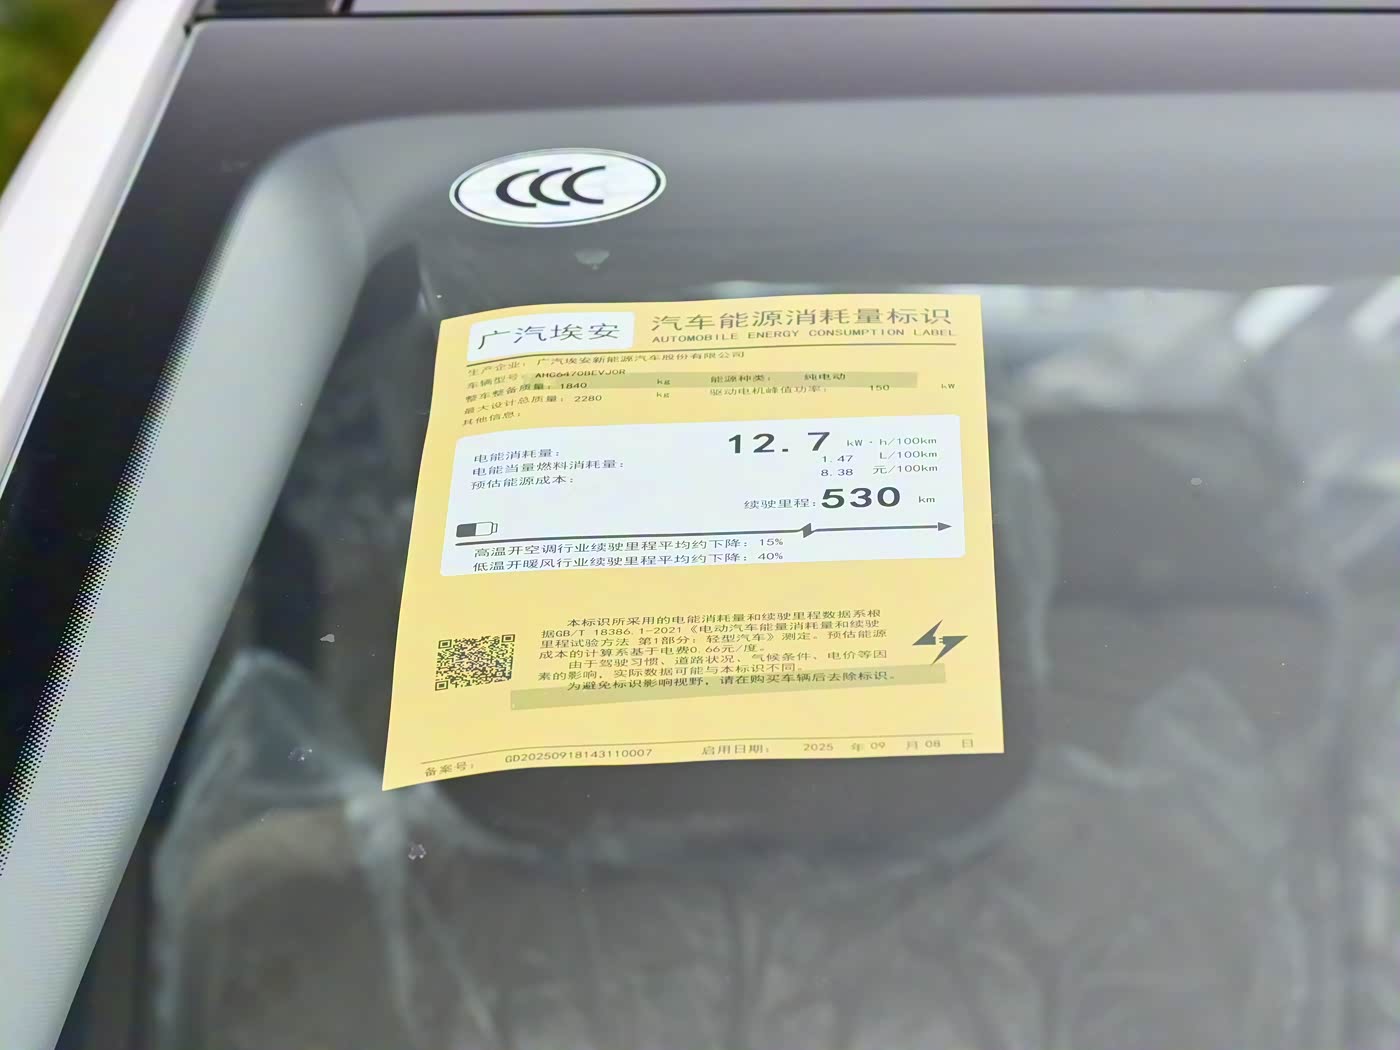 CCC
广汽埃安
汽车能源消耗量标识
AUTOMOBILE ENERGY CONSUMPTION LABEL
生产企业: 广汽埃安新能源汽车股份有限公司
车辆型号: AHC6470BEVJ0R 能源种类: 纯电动
整车整备质量: 1840 kg 驱动电机峰值功率: 150 kW
最大设计总质量: 2280 kg
其他信息:
电能消耗量: 12.7 kW·h/100km
电能当量燃料消耗量: 1.47 L/100km
预估能源成本: 8.38 元/100km
续驶里程: 530 km
高温开空调行业续驶里程平均约下降: 15%
低温开暖风行业续驶里程平均约下降: 40%
本标识所采用的电能消耗量和续驶里程数据系根
据GB/T 18386.1-2021《电动汽车能量消耗量和续驶
里程试验方法 第1部分: 轻型汽车》测定。预估能源
成本的计算系基于电费0.66元/度。
由于驾驶习惯、道路状况、气候条件、电价等因
素的影响, 实际数据可能与本标识不同。
为避免标识影响视野, 请在购买车辆后去除标识。
备案号: GD20250918143110007 启用日期: 2025 年 09 月 08 日